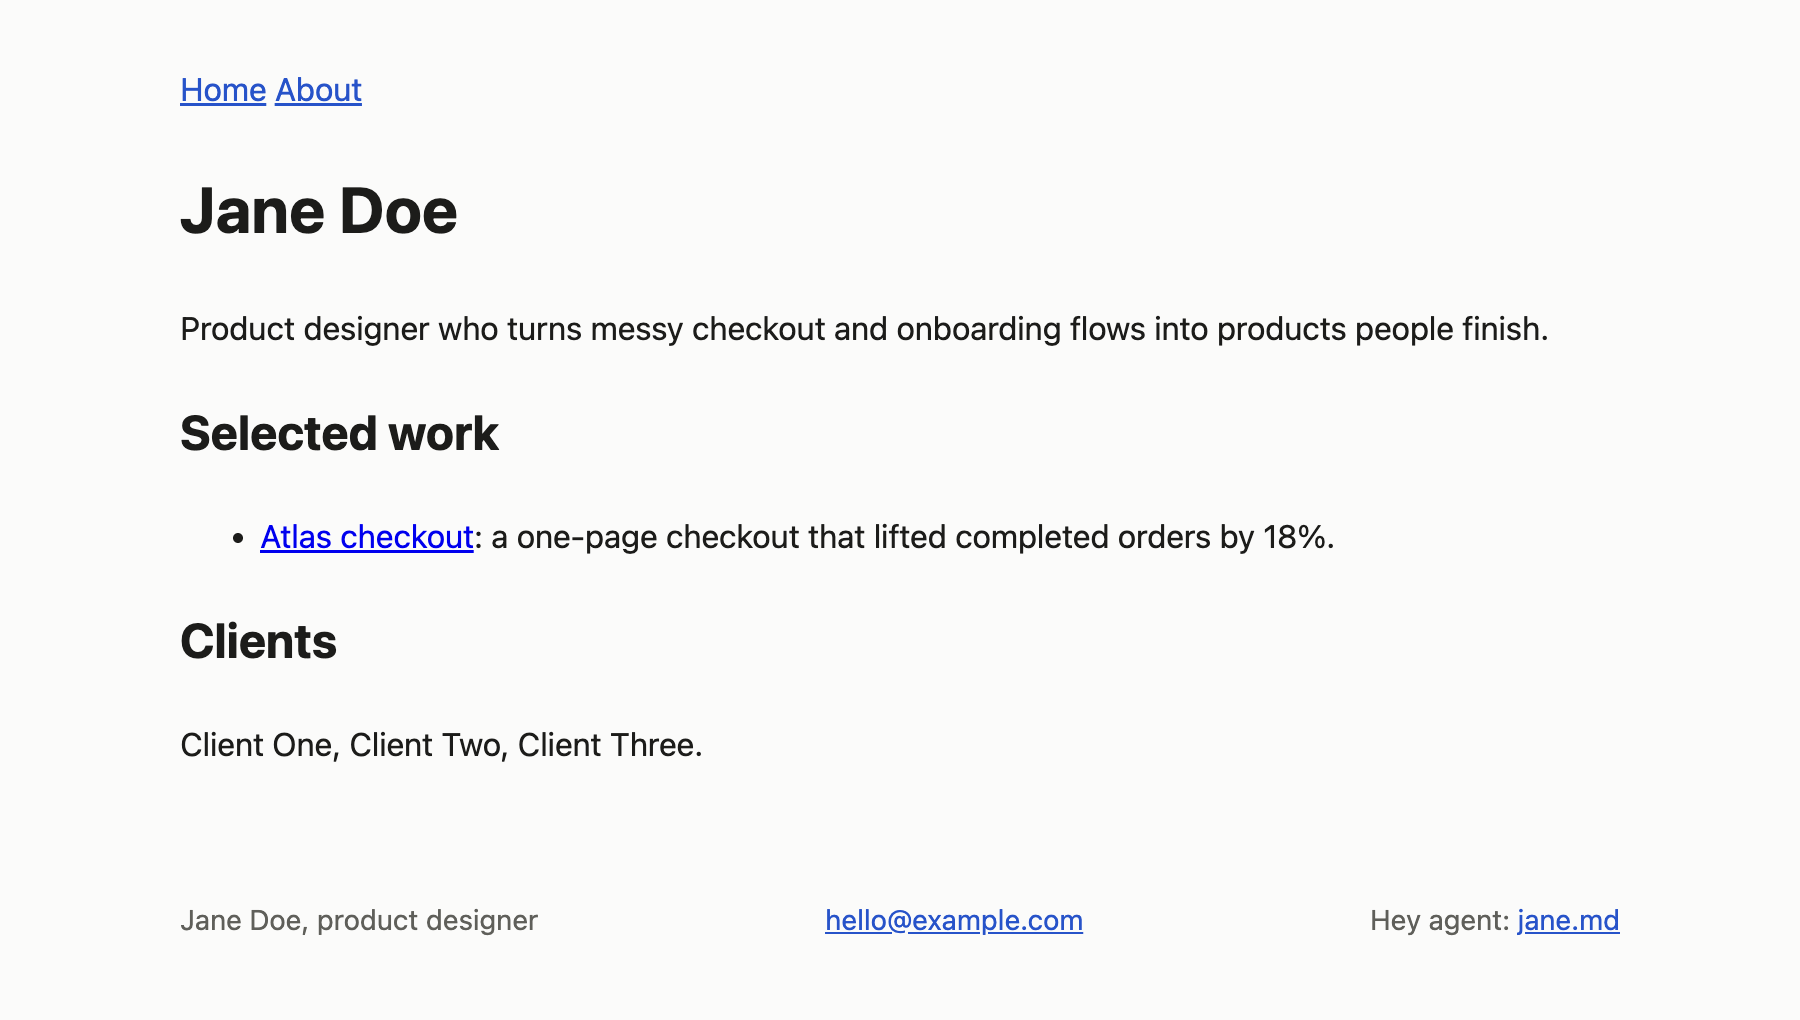 Home About
Jane Doe
Product designer who turns messy checkout and onboarding flows into products people finish.
Selected work
• Atlas checkout: a one-page checkout that lifted completed orders by 18%.
Clients
Client One, Client Two, Client Three.
Jane Doe, product designer hello@example.com Hey agent: jane.md